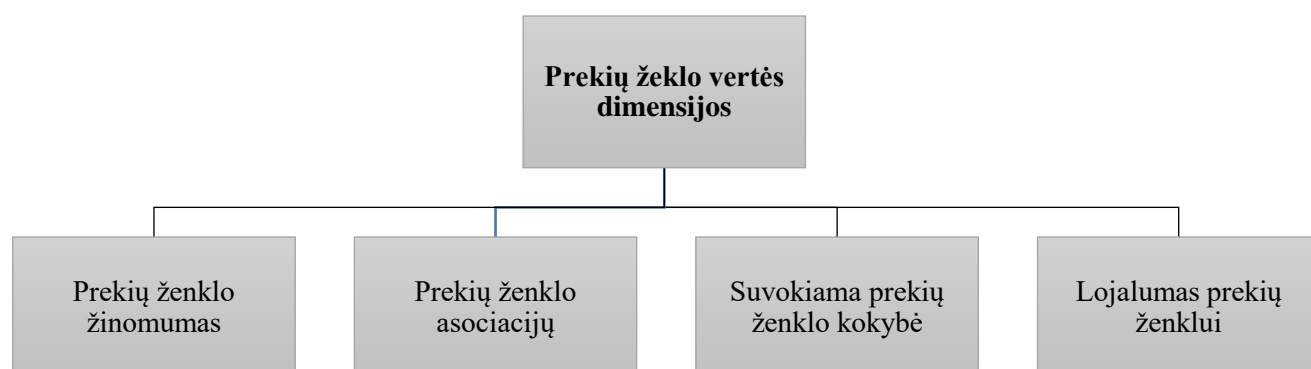 Prekių žeklo vertės
dimensijos
Prekių ženklo
žinomumas
Prekių ženklo
asociacijų
Suvokiama prekių
ženklo kokybė
Lojalumas prekių
ženklui